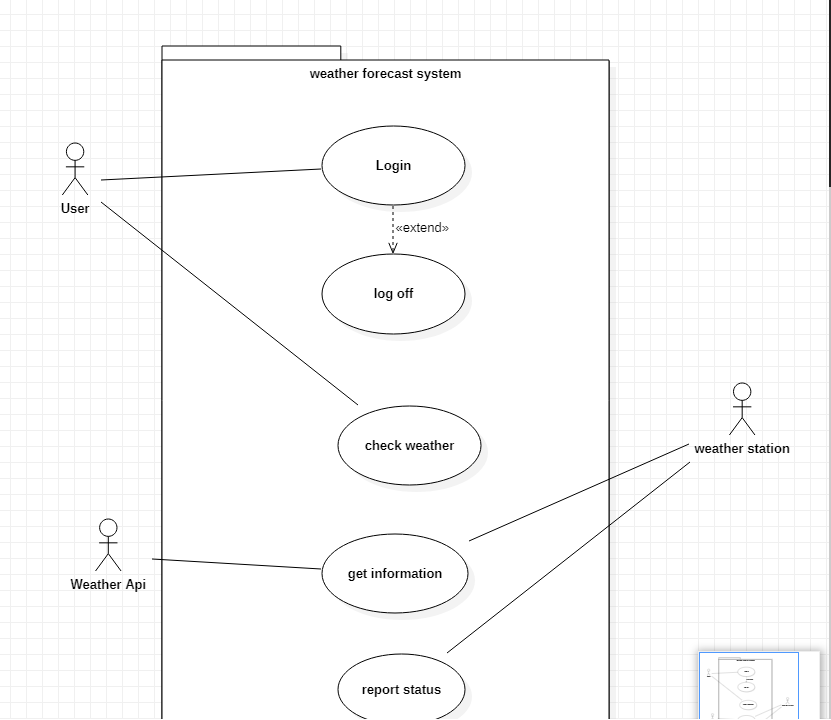 weather forecast system
Login
User
«extend»
log off
check weather
weather station
get information
Weather Api
report status